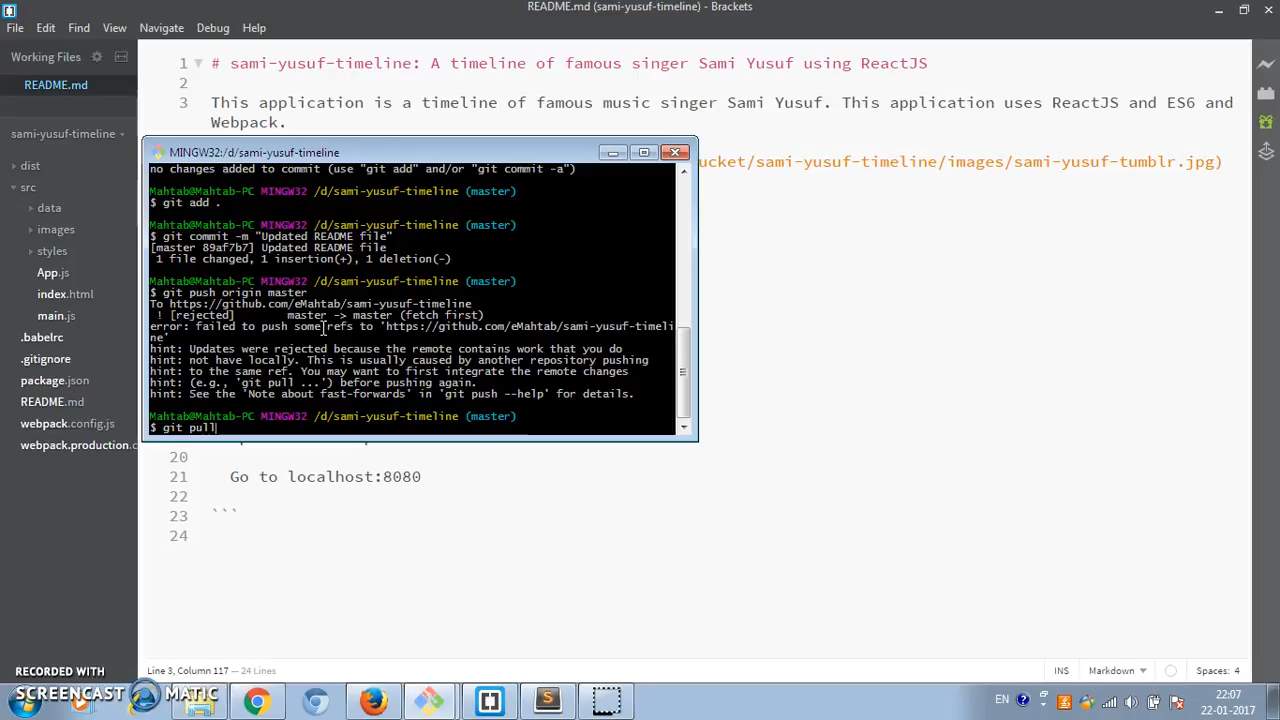 README.md (sami-yusuf-timeline) - Brackets
File Edit Find View Navigate Debug Help
Working Files
README.md
sami-yusuf-timeline
dist
src
data
images
styles
App.js
index.html
main.js
.babelrc
.gitignore
package.json
README.md
webpack.config.js
webpack.production.c
1 # sami-yusuf-timeline: A timeline of famous singer Sami Yusuf using ReactJS
2
3 This application is a timeline of famous music singer Sami Yusuf. This application uses ReactJS and ES6 and
Webpack.
ucket/sami-yusuf-timeline/images/sami-yusuf-tumblr.jpg)
MINGW32:/d/sami-yusuf-timeline
no changes added to commit (use "git add" and/or "git commit -a")
Mahtab@Mahtab-PC MINGW32 /d/sami-yusuf-timeline (master)
$ git add .
Mahtab@Mahtab-PC MINGW32 /d/sami-yusuf-timeline (master)
$ git commit -m "Updated README file"
[master 89af7b7] Updated README file
1 file changed, 1 insertion(+), 1 deletion(-)
Mahtab@Mahtab-PC MINGW32 /d/sami-yusuf-timeline (master)
$ git push origin master
To https://github.com/eMahtab/sami-yusuf-timeline
! [rejected] master -> master (fetch first)
error: failed to push some refs to 'https://github.com/eMahtab/sami-yusuf-timeli
ne'
hint: Updates were rejected because the remote contains work that you do
hint: not have locally. This is usually caused by another repository pushing
hint: to the same ref. You may want to first integrate the remote changes
hint: (e.g., 'git pull ...') before pushing again.
hint: See the 'Note about fast-forwards' in 'git push --help' for details.
Mahtab@Mahtab-PC MINGW32 /d/sami-yusuf-timeline (master)
$ git pull
20
21 Go to localhost:8080
22
23 ```
24
Line 3, Column 117 — 24 Lines
INS Markdown Spaces: 4
RECORDED WITH
SCREENCAST MATIC
EN
22:07
22-01-2017